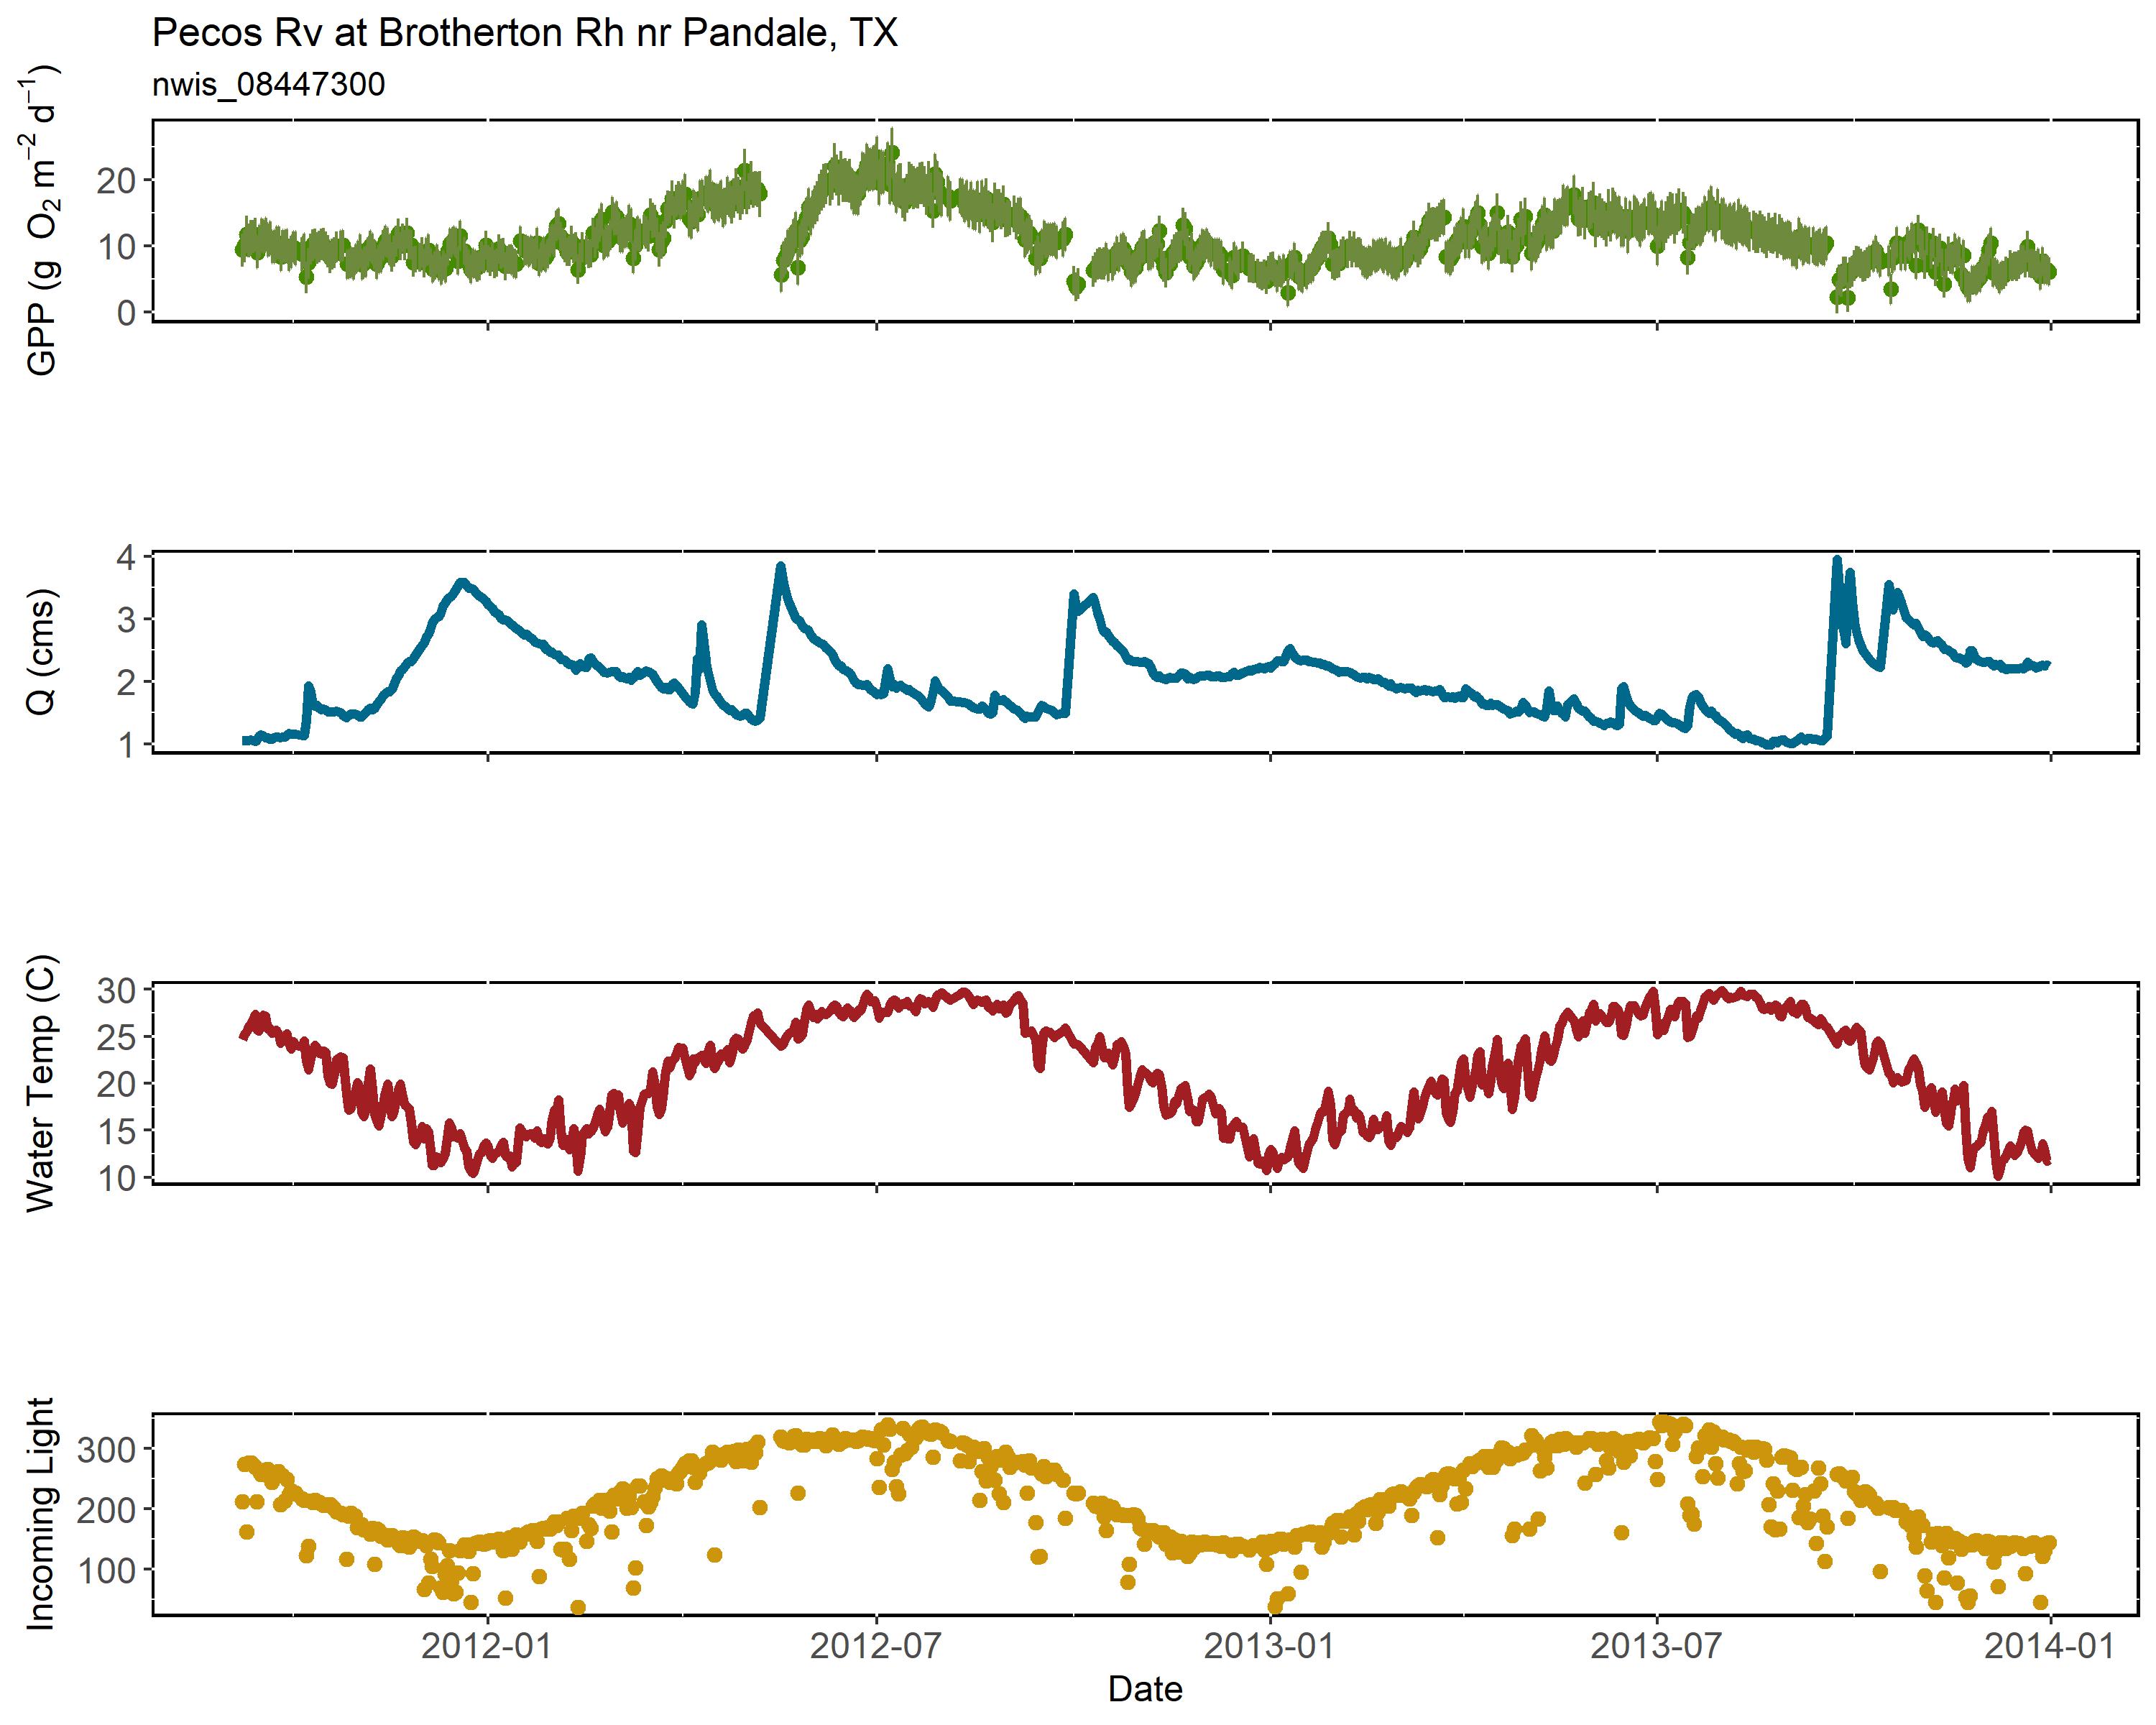 Pecos Rv at Brotherton Rh nr Pandale, TX
nwis_08447300
GPP (g O₂ m⁻² d⁻¹)
20
10
0
Q (cms)
4
3
2
1
Water Temp (C)
30
25
20
15
10
Incoming Light
300
200
100
2012-01
2012-07
2013-01
2013-07
2014-01
Date